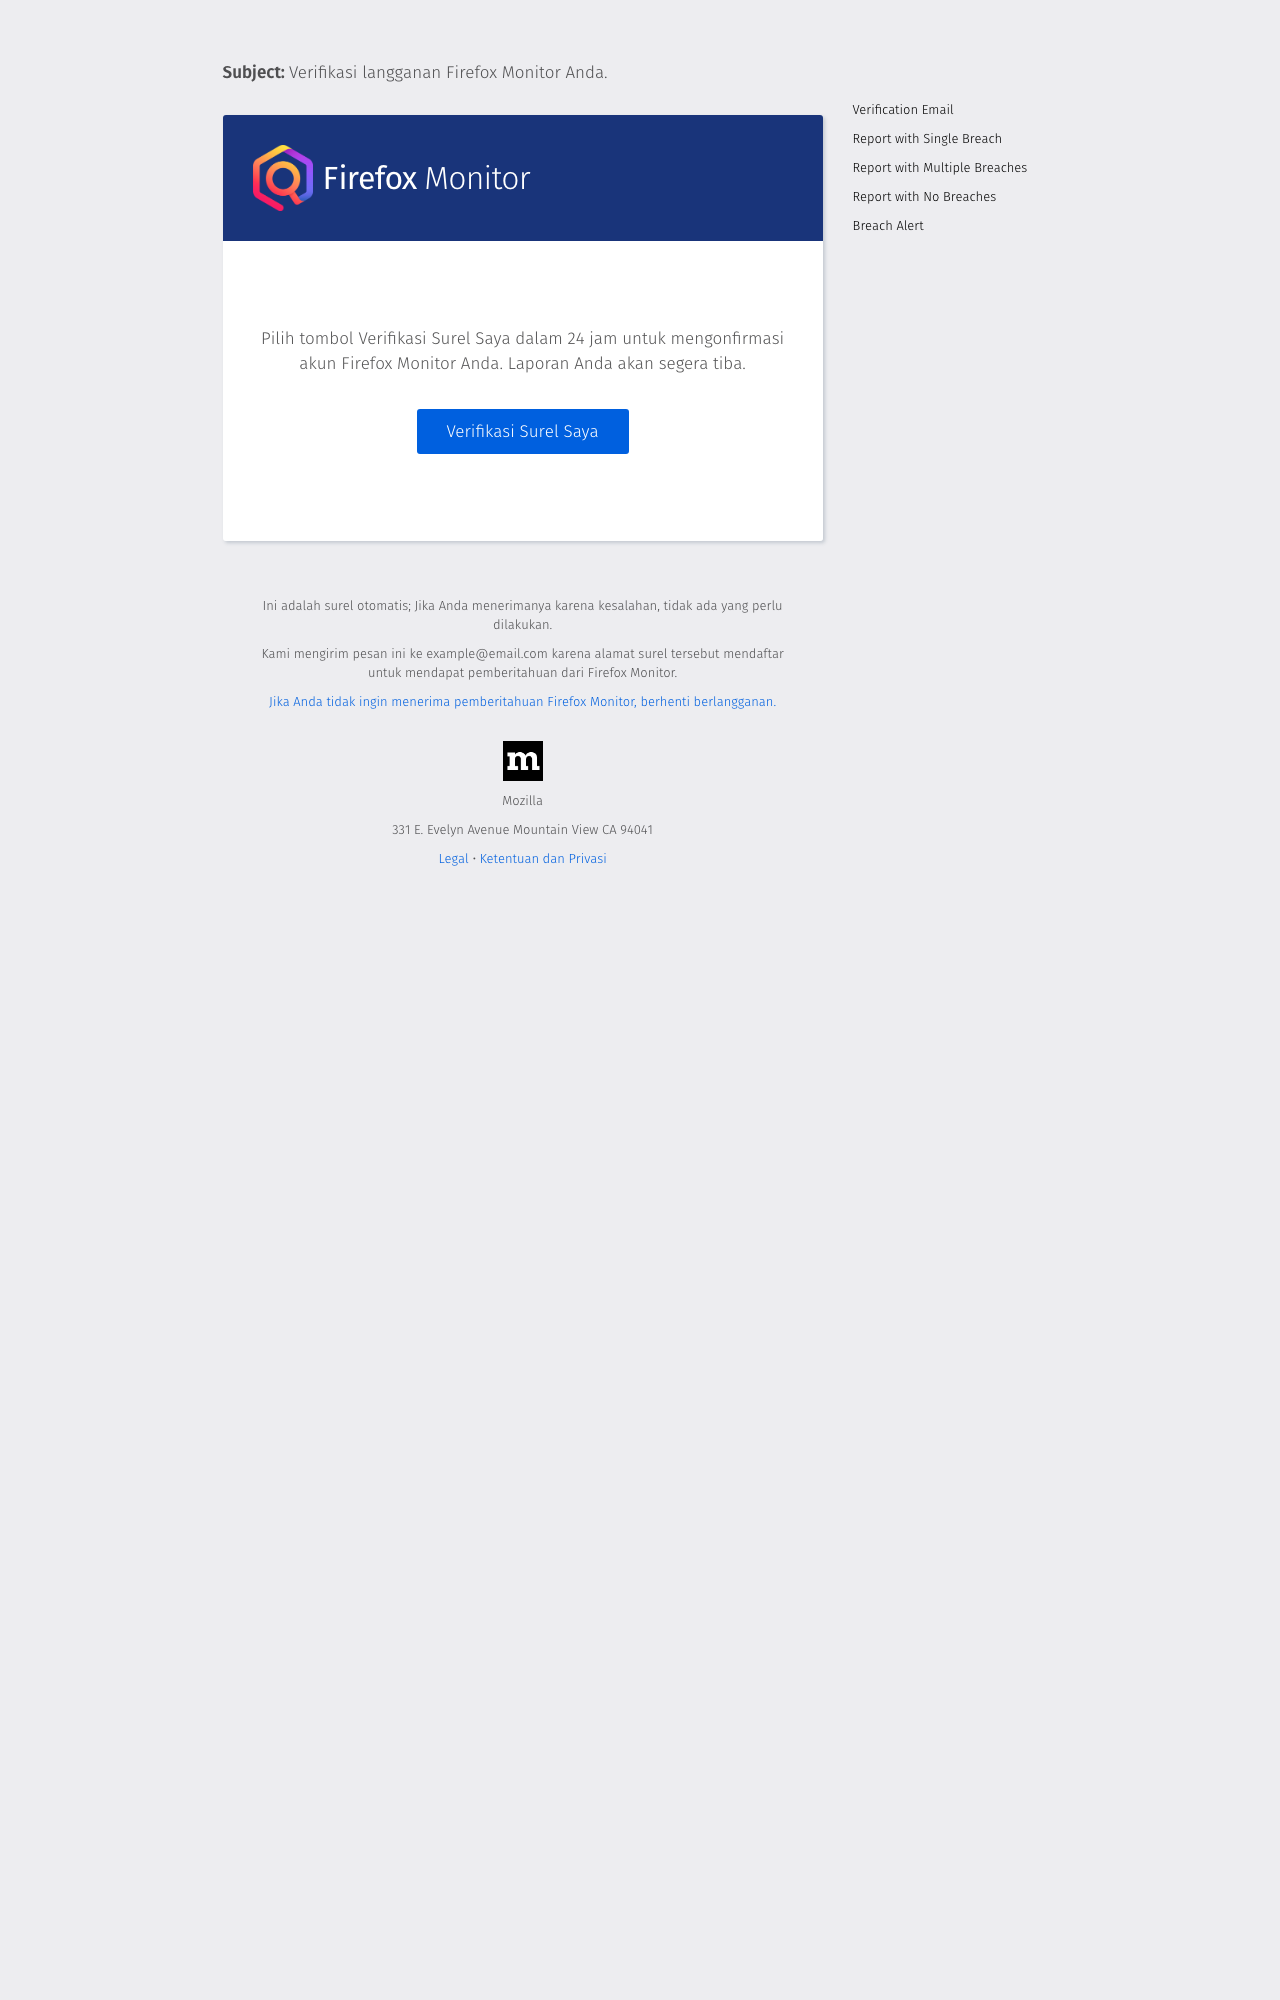 Subject: Verifikasi langganan Firefox Monitor Anda.
Verification Email
Report with Single Breach
Report with Multiple Breaches
Report with No Breaches
Breach Alert
Firefox Monitor
Pilih tombol Verifikasi Surel Saya dalam 24 jam untuk mengonfirmasi
akun Firefox Monitor Anda. Laporan Anda akan segera tiba.
Verifikasi Surel Saya
Ini adalah surel otomatis; Jika Anda menerimanya karena kesalahan, tidak ada yang perlu
dilakukan.
Kami mengirim pesan ini ke example@email.com karena alamat surel tersebut mendaftar
untuk mendapat pemberitahuan dari Firefox Monitor.
Jika Anda tidak ingin menerima pemberitahuan Firefox Monitor, berhenti berlangganan.
m
Mozilla
331 E. Evelyn Avenue Mountain View CA 94041
Legal · Ketentuan dan Privasi